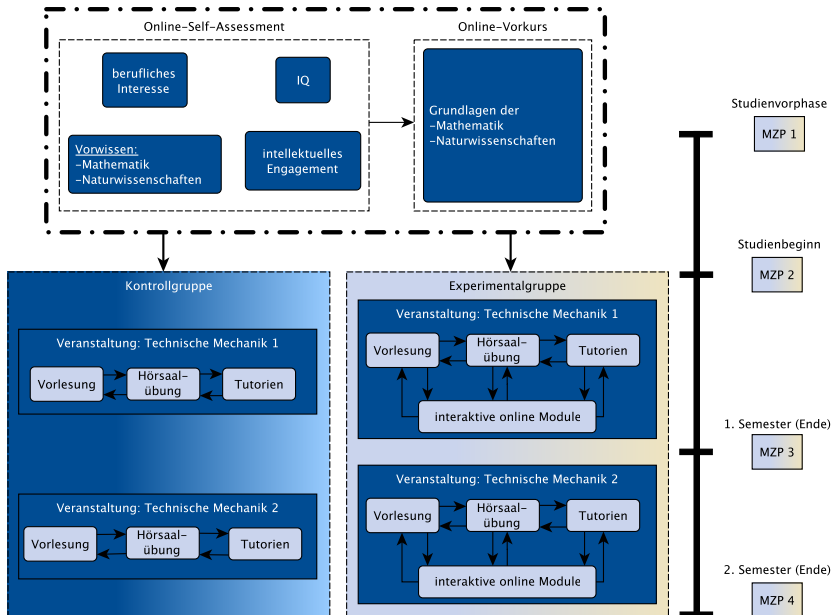 Online-Self-Assessment
berufliches
Interesse
IQ
Vorwissen:
-Mathematik
-Naturwissenschaften
intellektuelles
Engagement
Online-Vorkurs
Grundlagen der
-Mathematik
-Naturwissenschaften
Studienvorphase
MZP 1
Studienbeginn
MZP 2
1. Semester (Ende)
MZP 3
2. Semester (Ende)
MZP 4
Kontrollgruppe
Veranstaltung: Technische Mechanik 1
Vorlesung
Hörsaal-
übung
Tutorien
Veranstaltung: Technische Mechanik 2
Vorlesung
Hörsaal-
übung
Tutorien
Experimentalgruppe
Veranstaltung: Technische Mechanik 1
Vorlesung
Hörsaal-
übung
Tutorien
interaktive online Module
Veranstaltung: Technische Mechanik 2
Vorlesung
Hörsaal-
übung
Tutorien
interaktive online Module